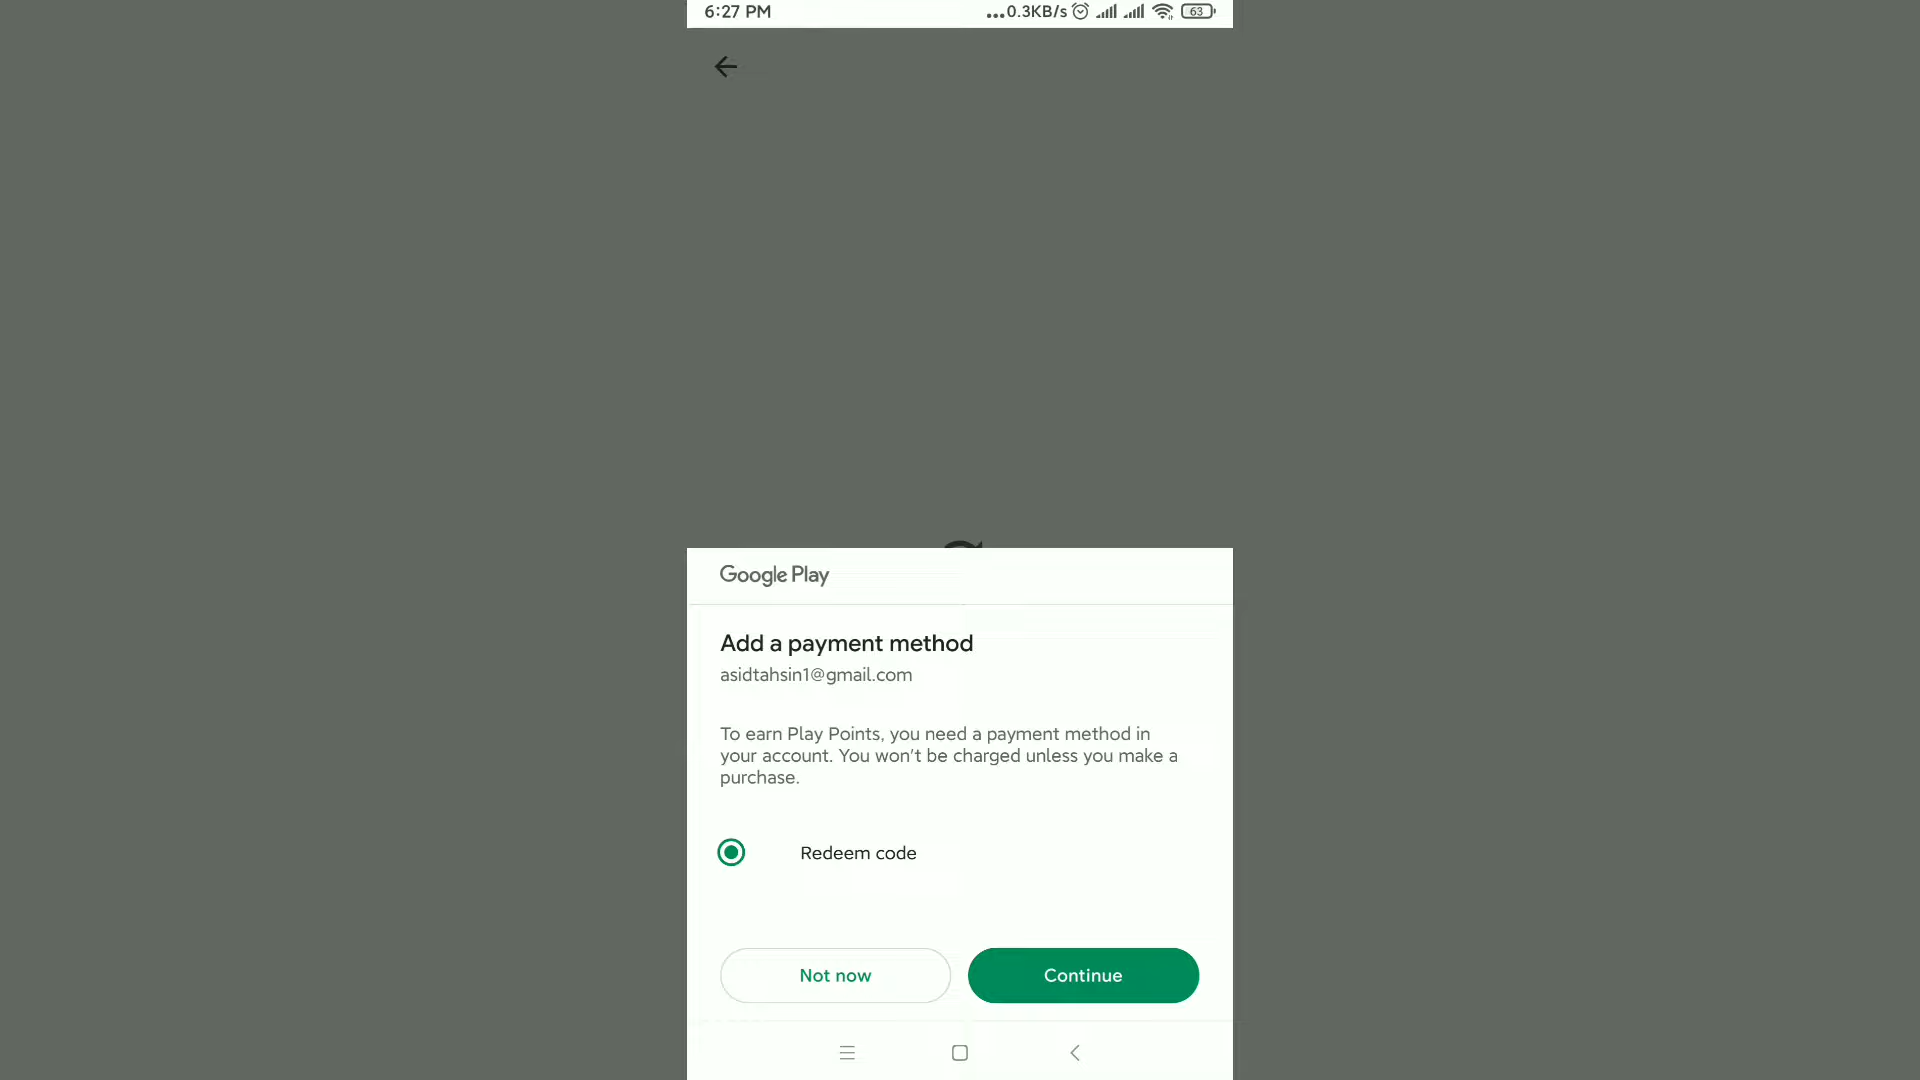 6:27 PM
...0.3KB/s 63
Google Play
Add a payment method
asidtahsin1@gmail.com
To earn Play Points, you need a payment method in
your account. You won't be charged unless you make a
purchase.
Redeem code
Not now Continue